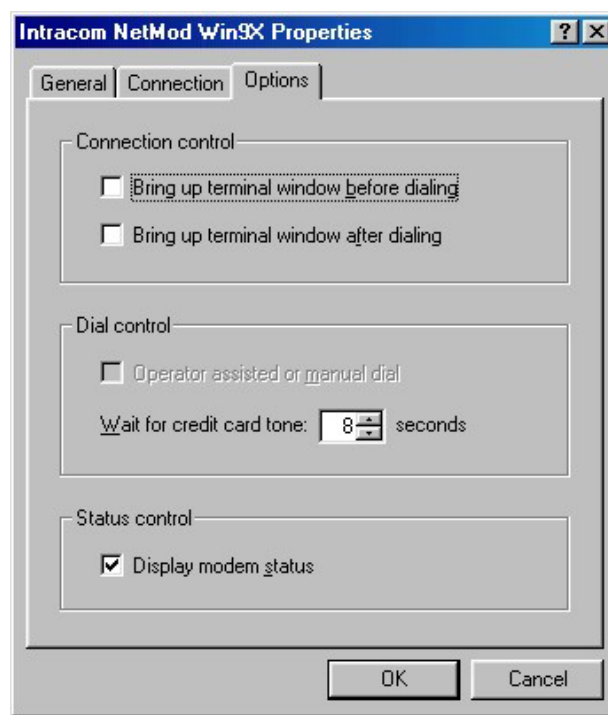 Intracom NetMod Win9X Properties
General Connection Options
Connection control
Bring up terminal window before dialing
Bring up terminal window after dialing
Dial control
Operator assisted or manual dial
Wait for credit card tone: 8 seconds
Status control
Display modem status
OK Cancel